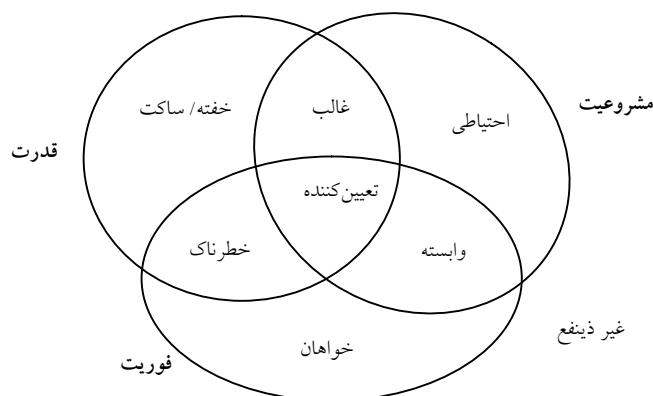 خفته/ ساکت
غالب
احتیاطی
مشروعیت
قدرت
تعیین‌کننده
خطرناک
وابسته
غیر ذینفع
خواهان
فوریت